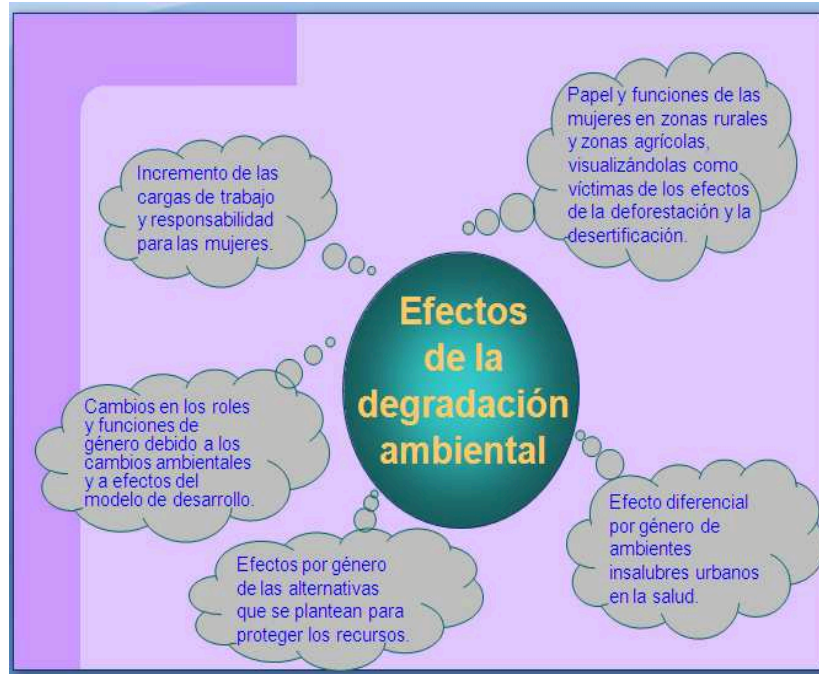 Papel y funciones de las
mujeres en zonas rurales
y zonas agrícolas,
visualizándolas como
víctimas de los efectos
de la deforestación y la
desertificación.
Incremento de las
cargas de trabajo
y responsabilidad
para las mujeres.
Efectos
de la
degradación
ambiental
Cambios en los roles
y funciones de
género debido a los
cambios ambientales
y a efectos del
modelo de desarrollo.
Efecto diferencial
por género de
ambientes
insalubres urbanos
en la salud.
Efectos por género
de las alternativas
que se plantean para
proteger los recursos.